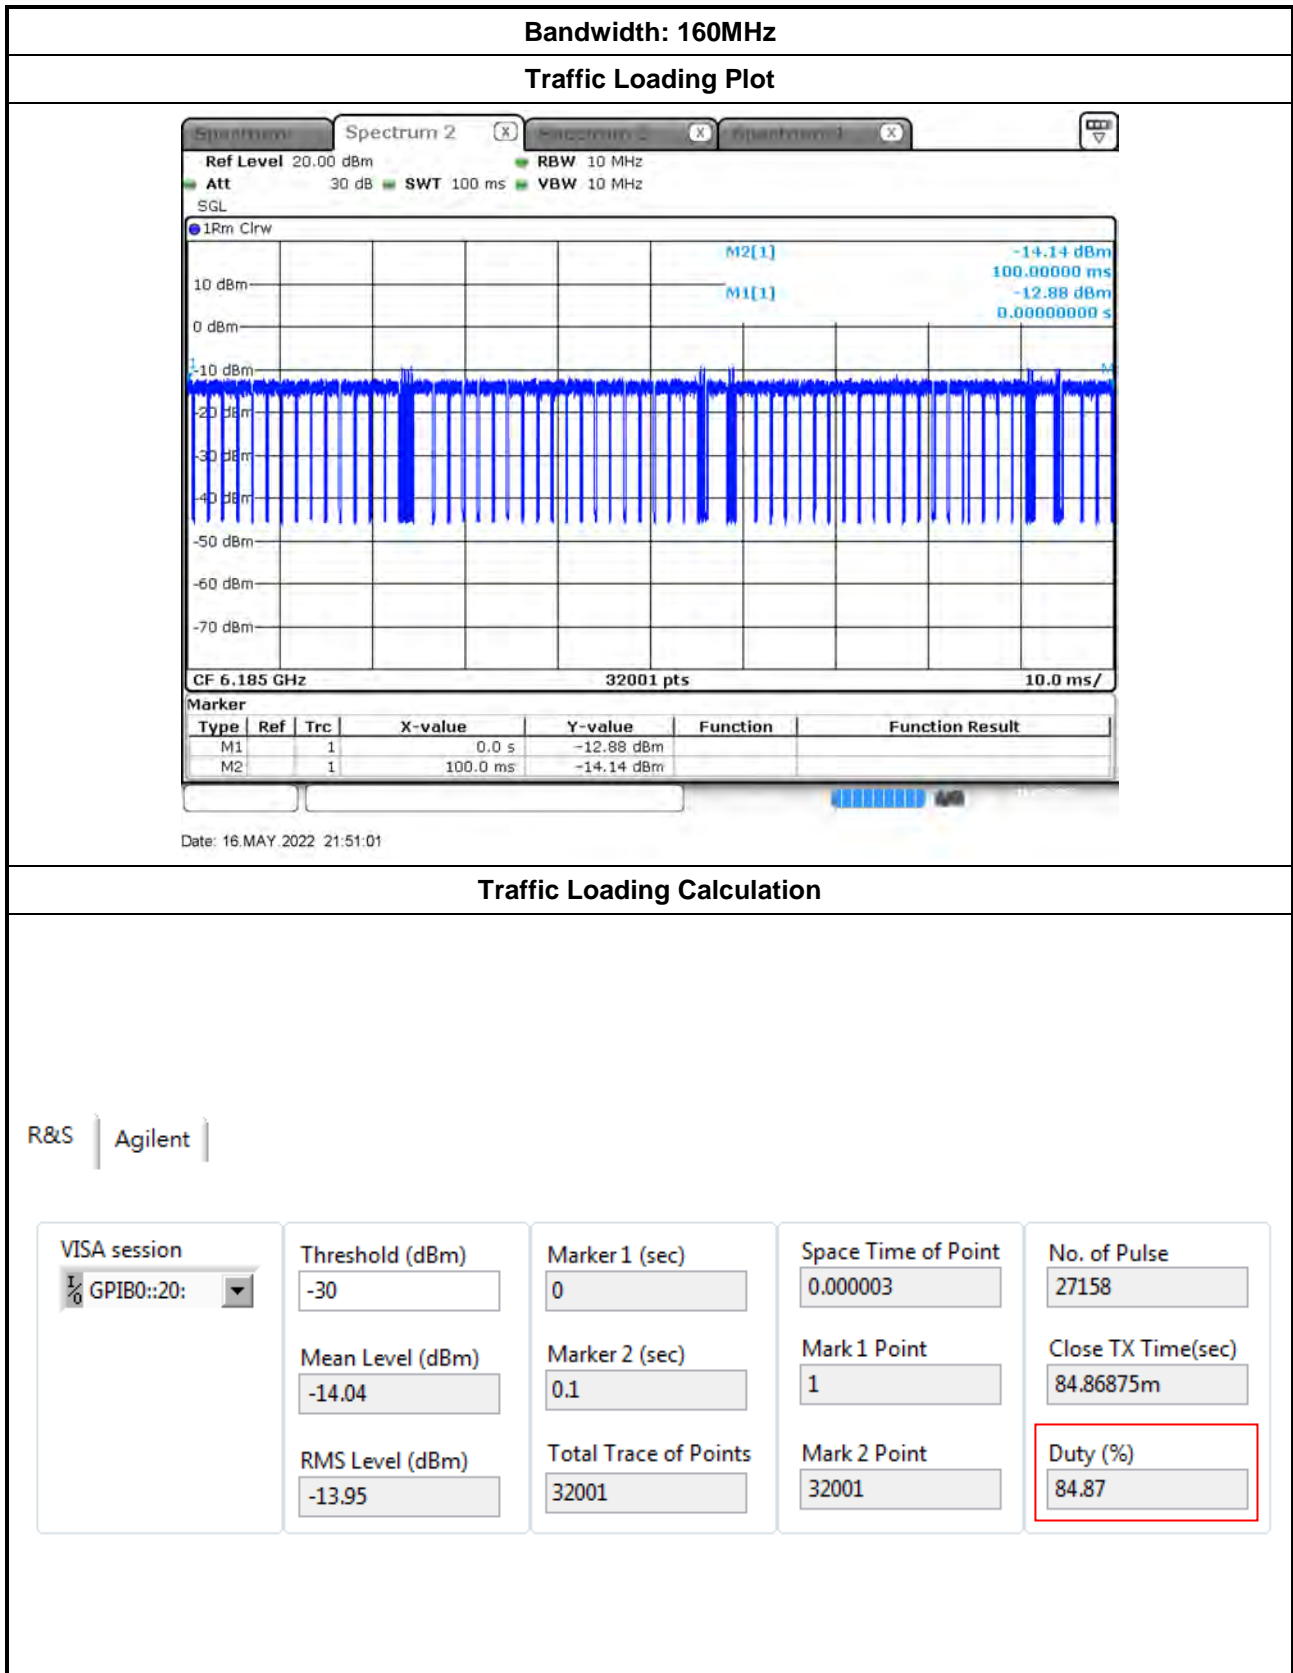 Bandwidth: 160MHz
Traffic Loading Plot
Spectrum 2
Ref Level 20.00 dBm RBW 10 MHz
Att 30 dB SWT 100 ms VBW 10 MHz
SGL
1Rm Clrw
M2[1] -14.14 dBm
100.00000 ms
10 dBm
M1[1] -12.88 dBm
0.00000000 s
0 dBm
-10 dBm
-20 dBm
-30 dBm
-40 dBm
-50 dBm
-60 dBm
-70 dBm
CF 6.185 GHz 32001 pts 10.0 ms/
Marker
Type Ref Trc X-value Y-value Function Function Result
M1 1 0.0 s -12.88 dBm
M2 1 100.0 ms -14.14 dBm
Date: 16.MAY.2022 21:51:01
Traffic Loading Calculation
R&S Agilent
VISA session Threshold (dBm) Marker 1 (sec) Space Time of Point No. of Pulse
GPIB0::20: -30 0 0.000003 27158
Mean Level (dBm) Marker 2 (sec) Mark 1 Point Close TX Time(sec)
-14.04 0.1 1 84.86875m
RMS Level (dBm) Total Trace of Points Mark 2 Point Duty (%)
-13.95 32001 32001 84.87